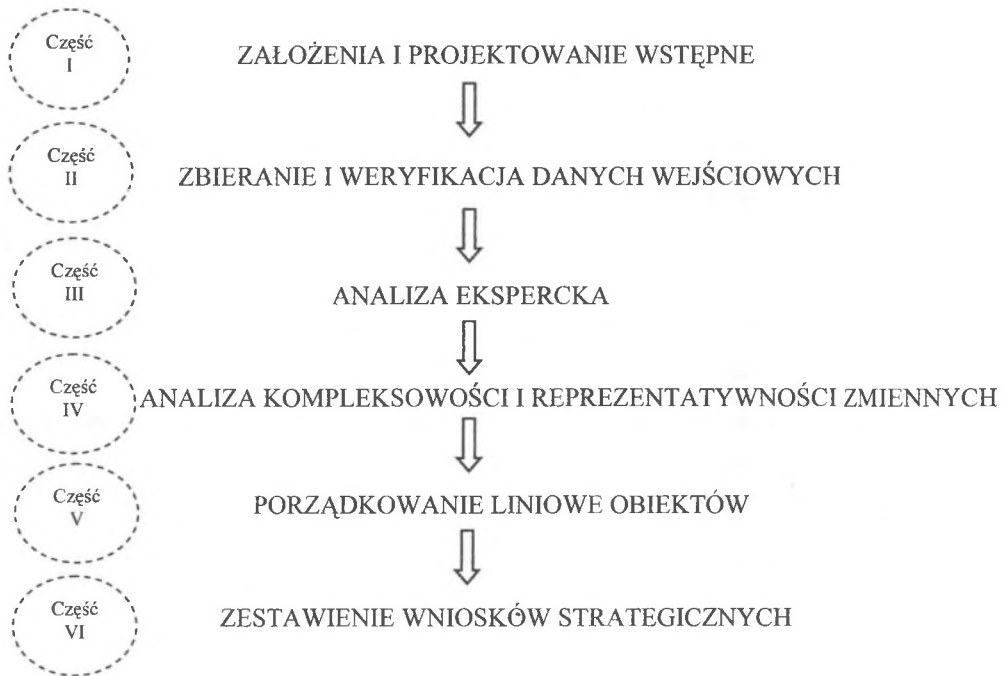 Część
I
ZAŁOŻENIA I PROJEKTOWANIE WSTĘPNE
Część
II
ZBIERANIE I WERYFIKACJA DANYCH WEJŚCIOWYCH
Część
III
ANALIZA EKSPERCKA
Część
IV
ANALIZA KOMPLEKSOWOŚCI I REPREZENTATYWNOŚCI ZMIENNYCH
Część
V
PORZĄDKOWANIE LINIOWE OBIEKTÓW
Część
VI
ZESTAWIENIE WNIOSKÓW STRATEGICZNYCH